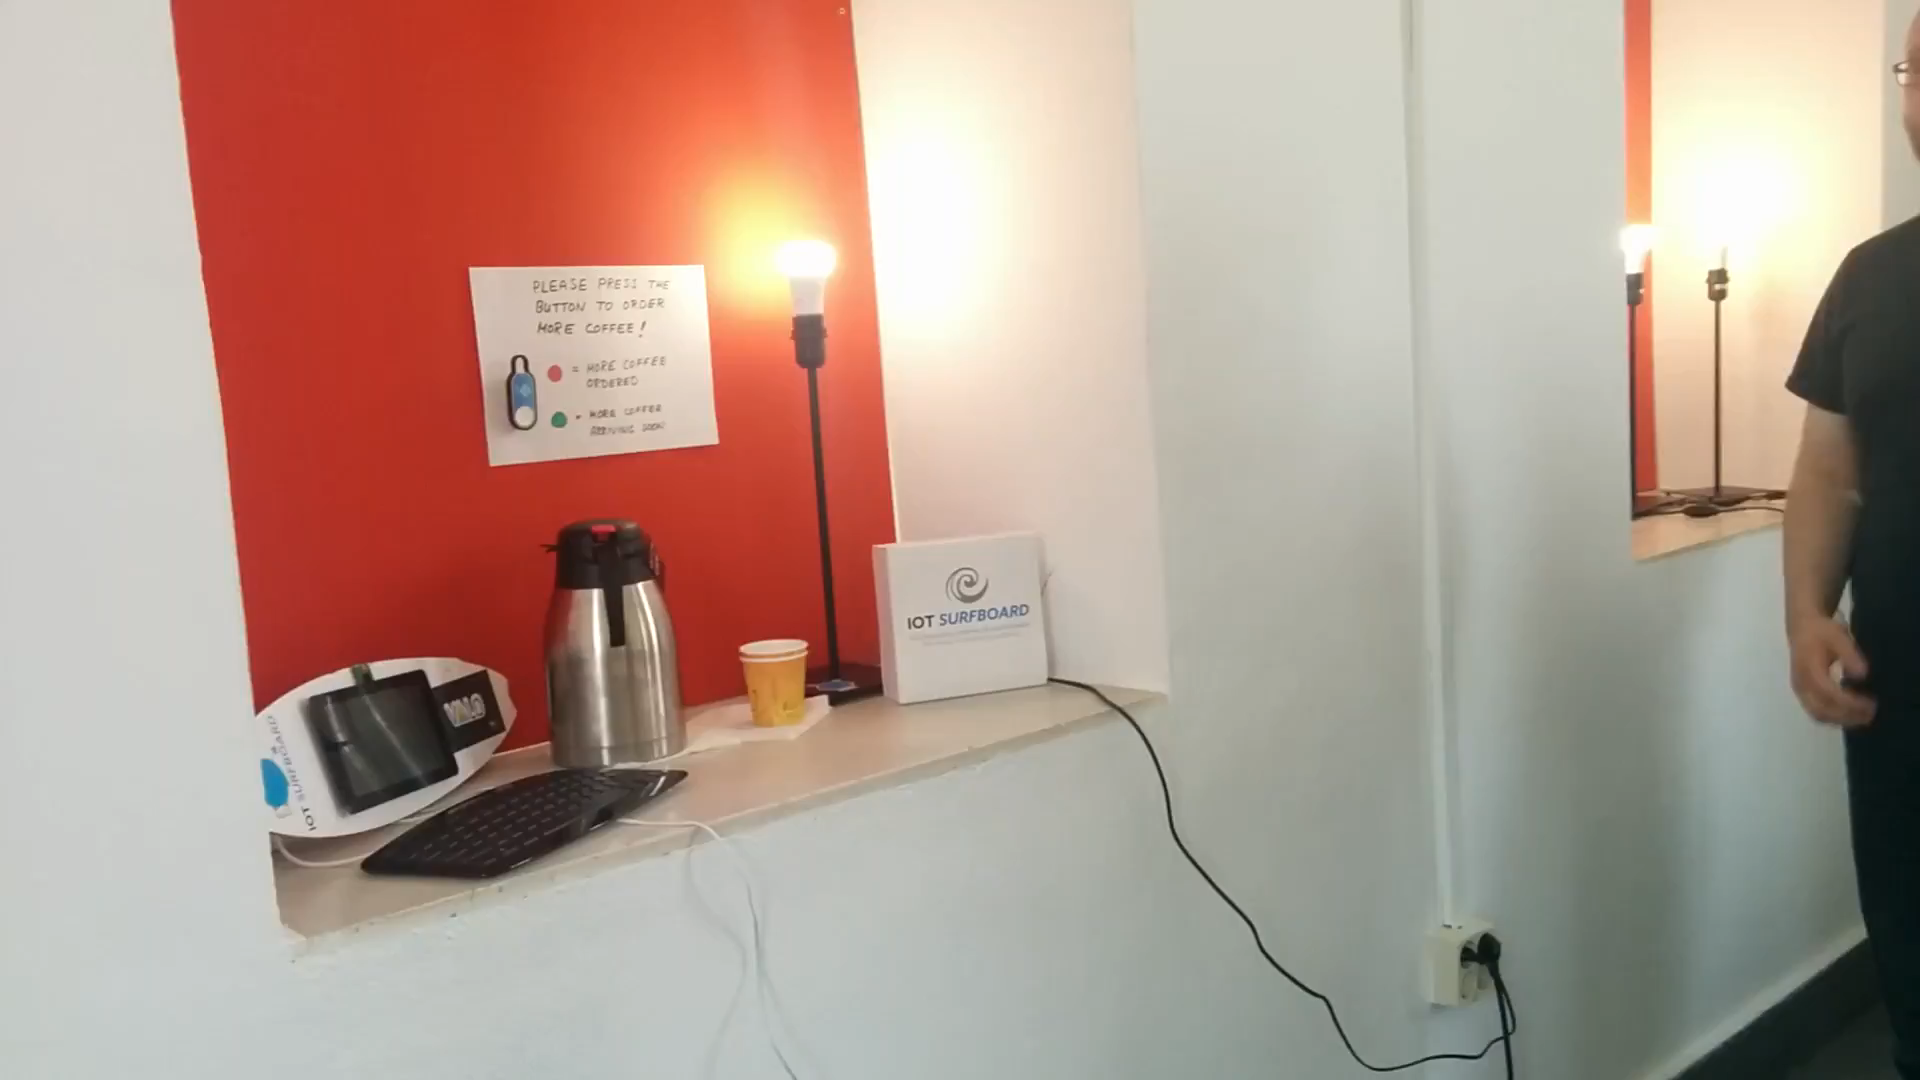 PLEASE PRESS THE
BUTTON TO ORDER
MORE COFFEE!
= MORE COFFEE
ORDERED
= MORE COFFEE
ARRIVING SOON
IOT SURFBOARD
VALO
IOT SURFBOARD